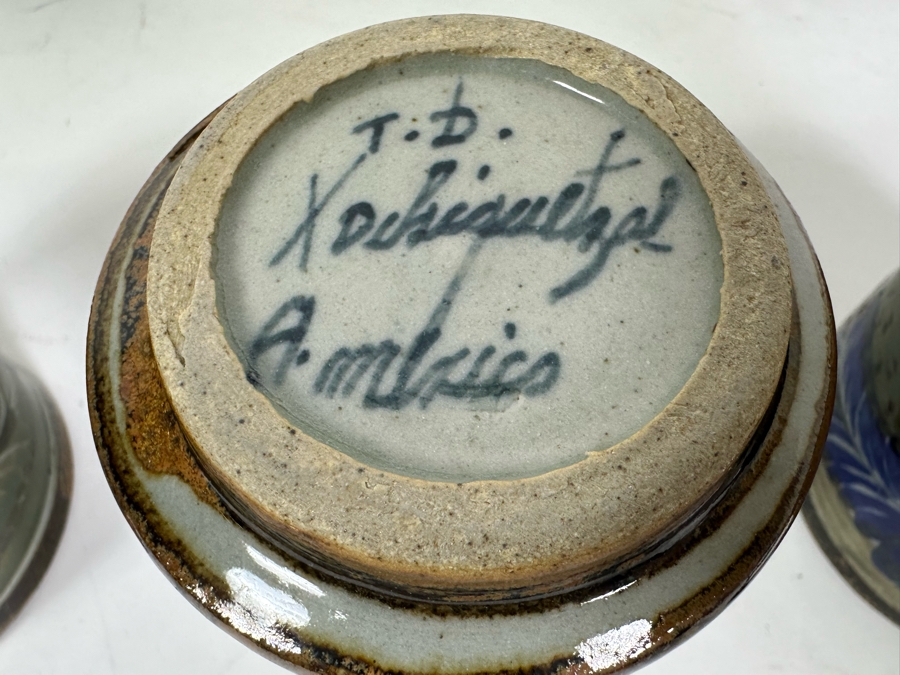 T.D.
Xochiquetzal
A. mexico